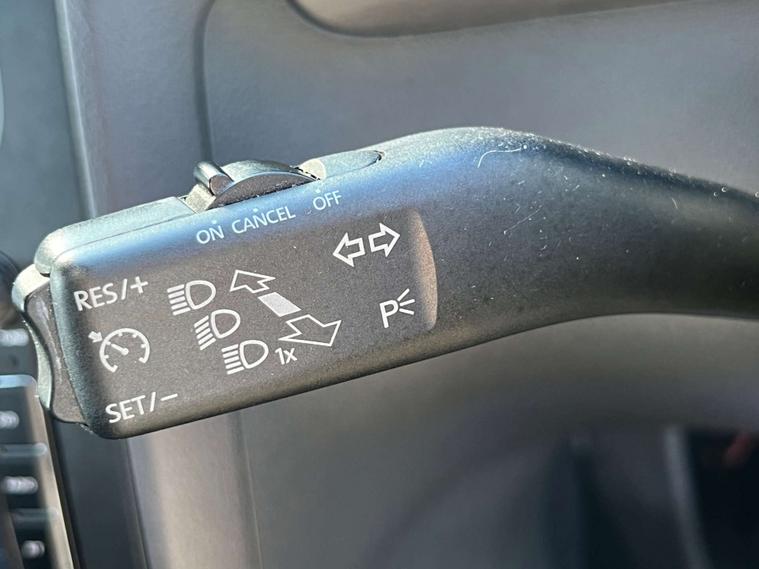 ON CANCEL OFF
RES/+
SET/−
1x
P